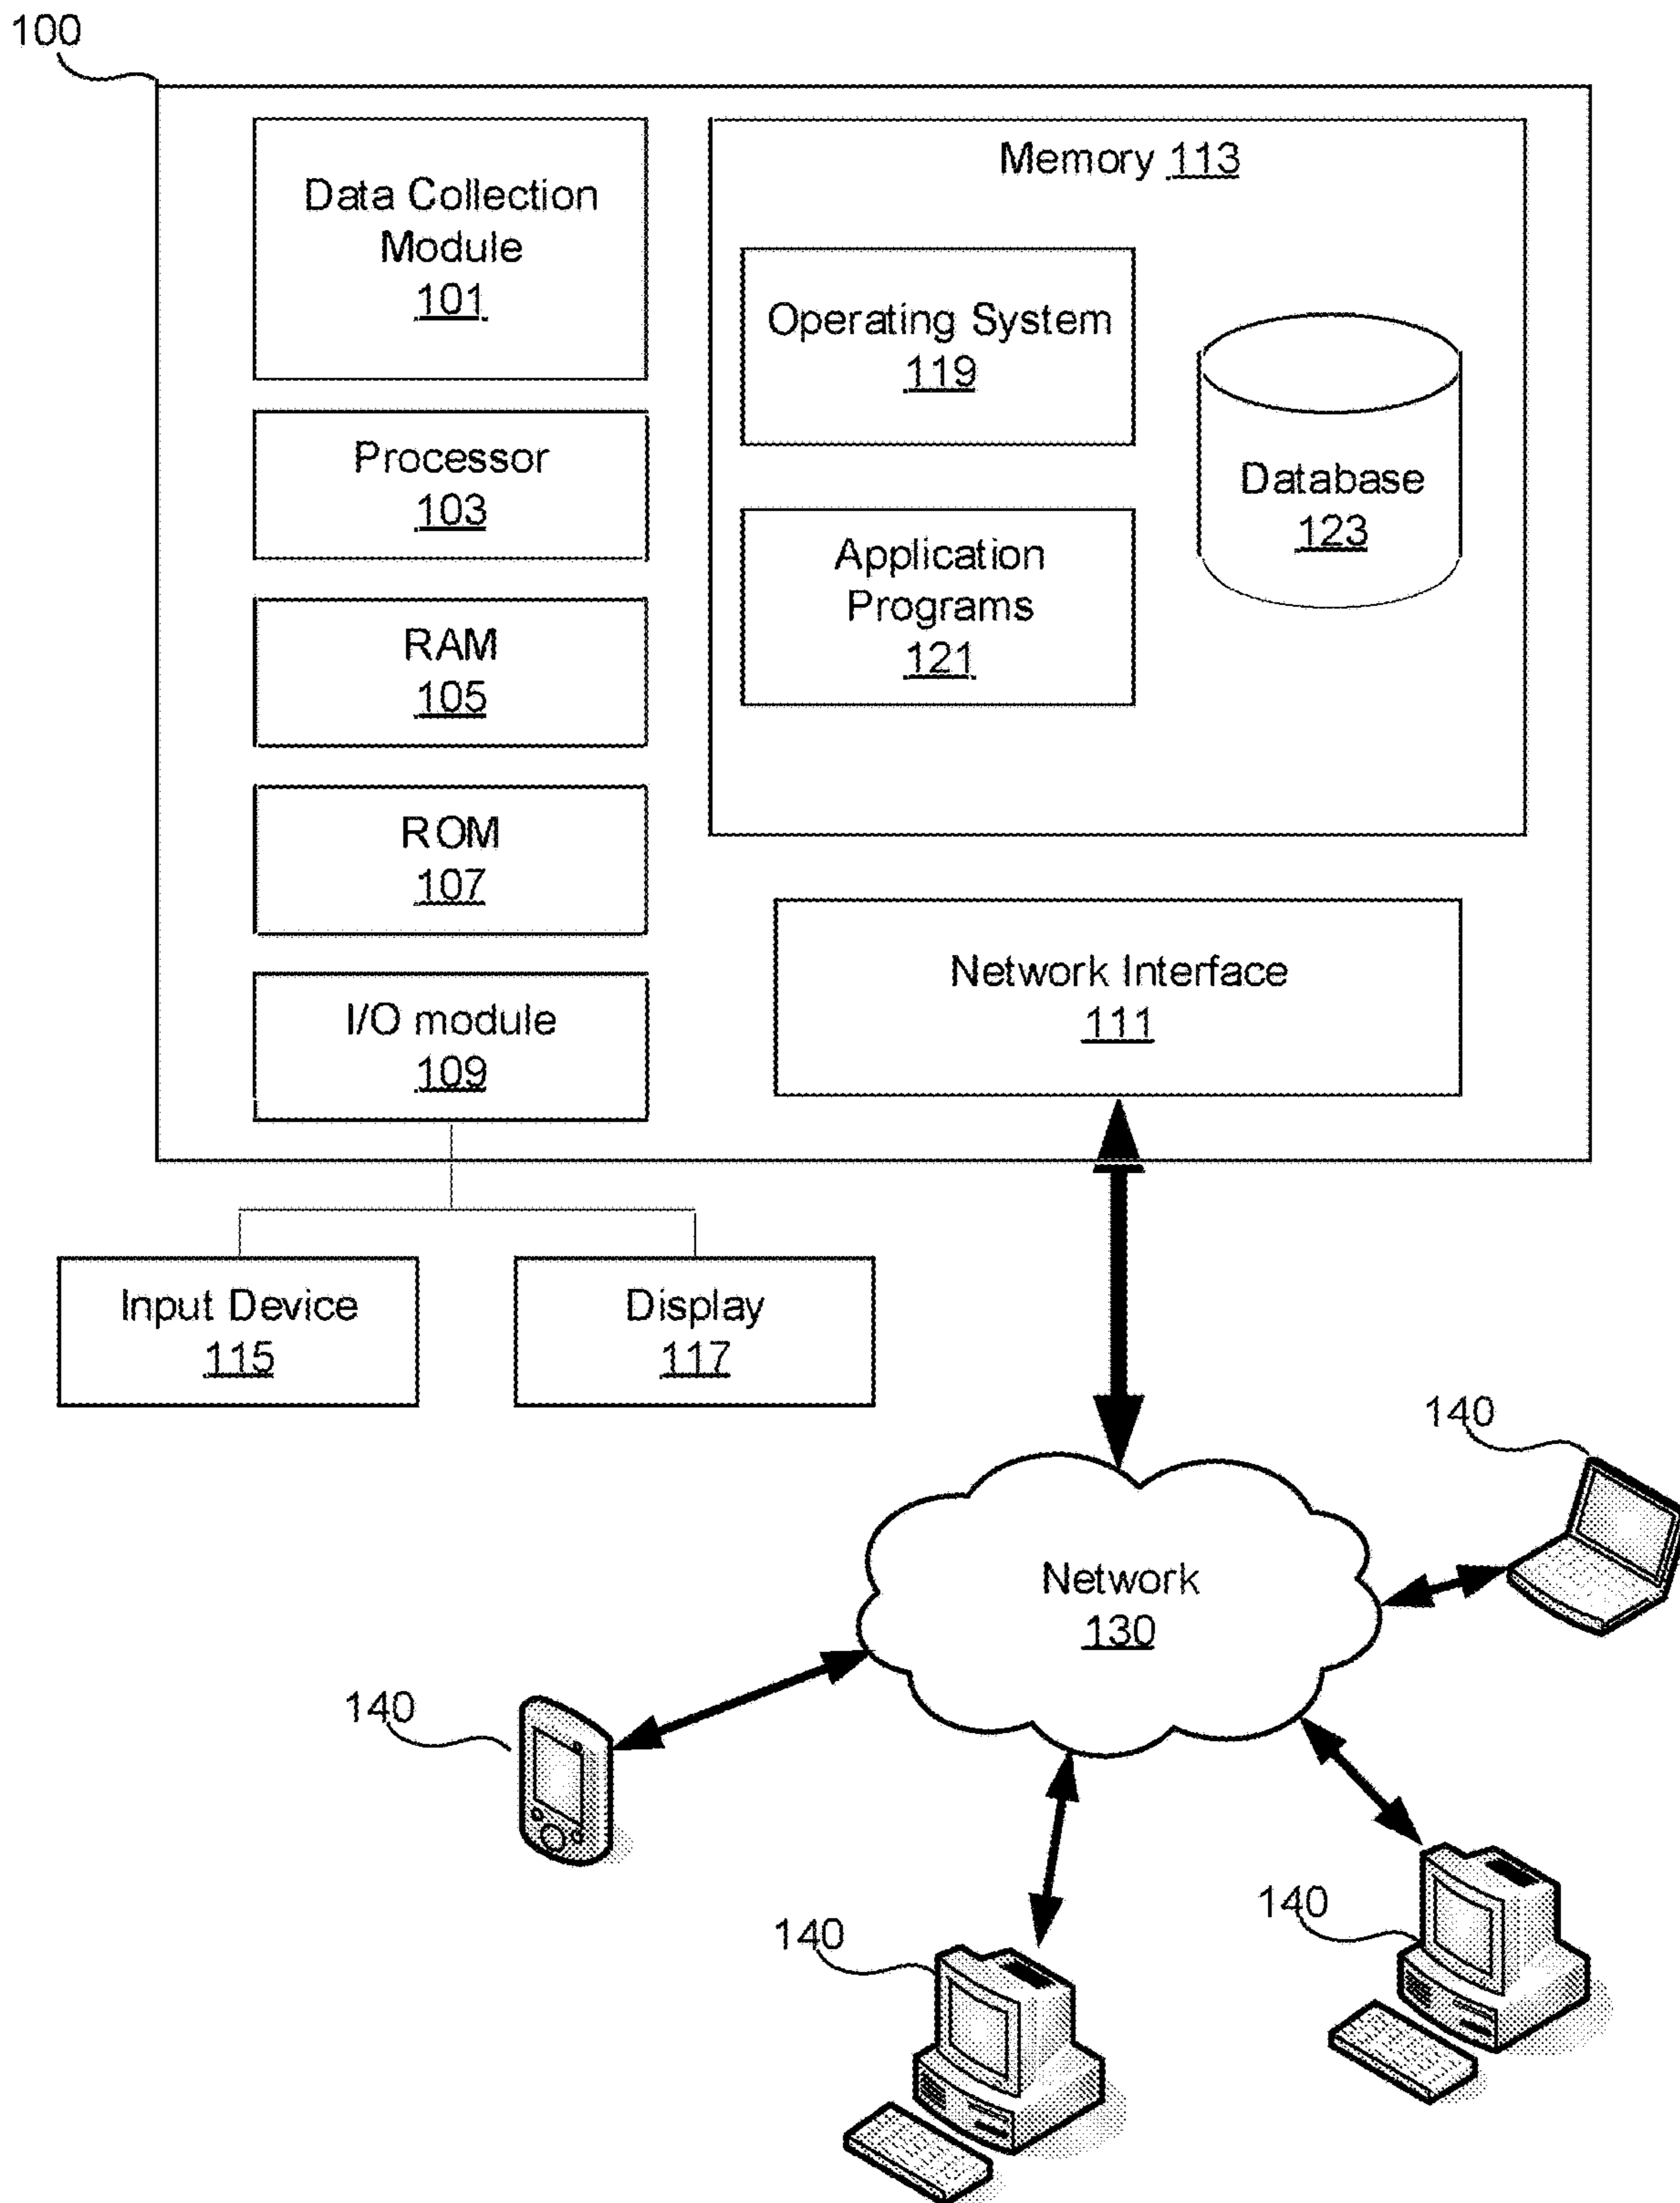 100
Data Collection
Module
101
Processor
103
RAM
105
ROM
107
I/O module
109
Memory 113
Operating System
119
Application
Programs
121
Database
123
Network Interface
111
Input Device
115
Display
117
Network
130
140
140
140
140